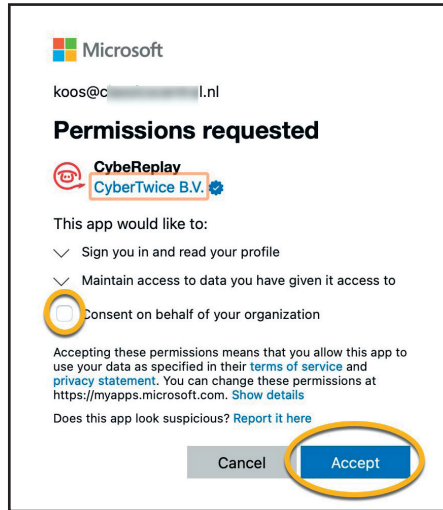 Microsoft
koos@c l.nl
Permissions requested
CybeReplay
CyberTwice B.V.
This app would like to:
Sign you in and read your profile
Maintain access to data you have given it access to
Consent on behalf of your organization
Accepting these permissions means that you allow this app to
use your data as specified in their terms of service and
privacy statement. You can change these permissions at
https://myapps.microsoft.com. Show details
Does this app look suspicious? Report it here
Cancel Accept